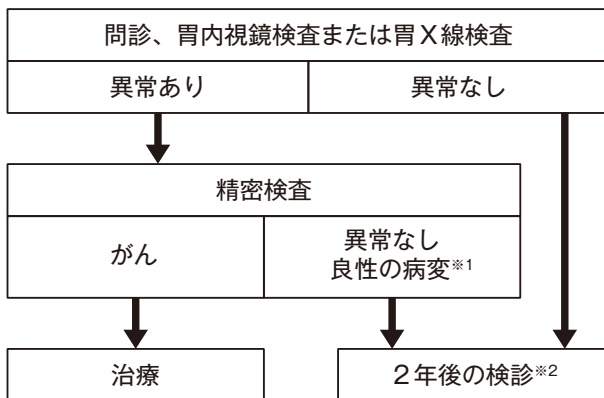 問診、胃内視鏡検査または胃X線検査
異常あり
異常なし
精密検査
がん
異常なし
良性の病変※1
治療
2年後の検診※2